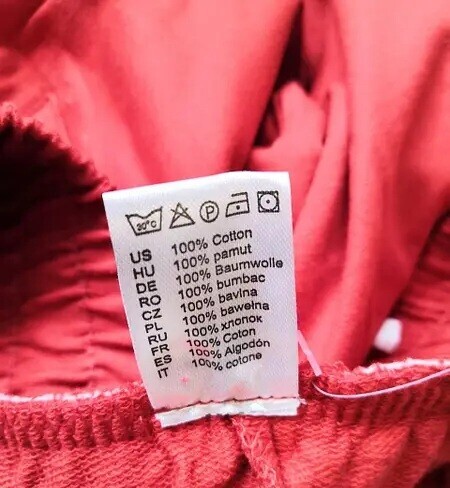 30°C P
US 100% Cotton
HU 100% pamut
DE 100% Baumwolle
RO 100% bumbac
CZ 100% bavlna
PL 100% bawełna
RU 100% хлопок
FR 100% Coton
ES 100% Algodón
IT 100% cotone